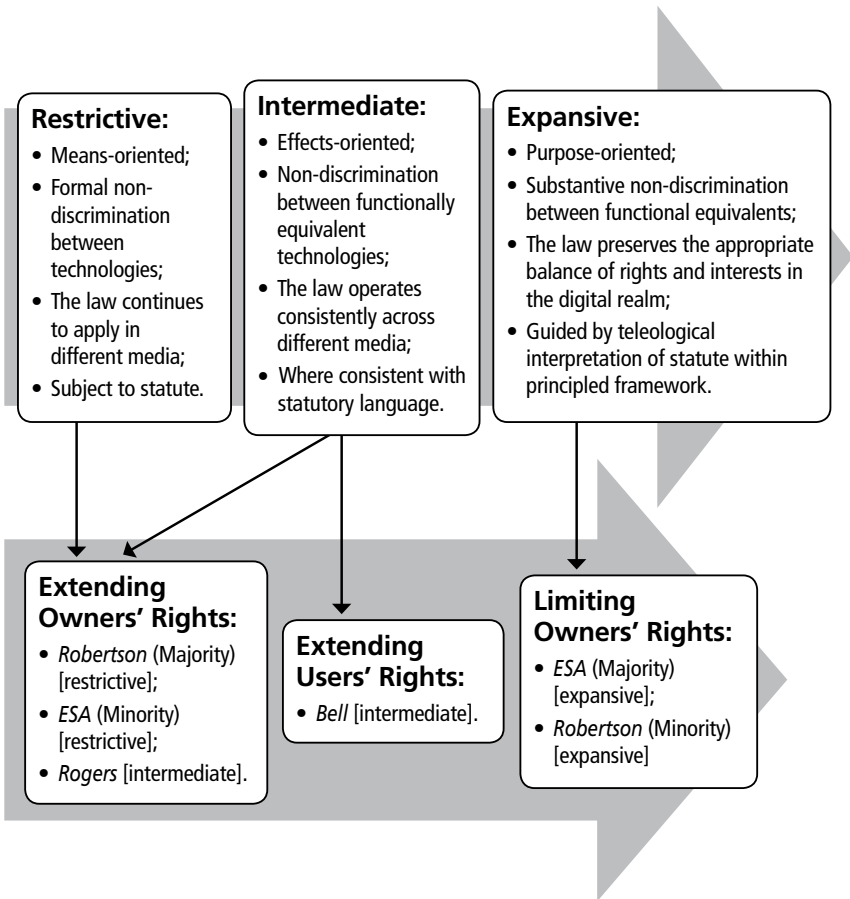 Restrictive:
• Means-oriented;
• Formal non-
discrimination
between
technologies;
• The law continues
to apply in
different media;
• Subject to statute.
Intermediate:
• Effects-oriented;
• Non-discrimination
between functionally
equivalent
technologies;
• The law operates
consistently across
different media;
• Where consistent with
statutory language.
Expansive:
• Purpose-oriented;
• Substantive non-discrimination
between functional equivalents;
• The law preserves the appropriate
balance of rights and interests in
the digital realm;
• Guided by teleological
interpretation of statute within
principled framework.
Extending
Owners’ Rights:
• Robertson (Majority)
[restrictive];
• ESA (Minority)
[restrictive];
• Rogers [intermediate].
Extending
Users’ Rights:
• Bell [intermediate].
Limiting
Owners’ Rights:
• ESA (Majority)
[expansive];
• Robertson (Minority)
[expansive]